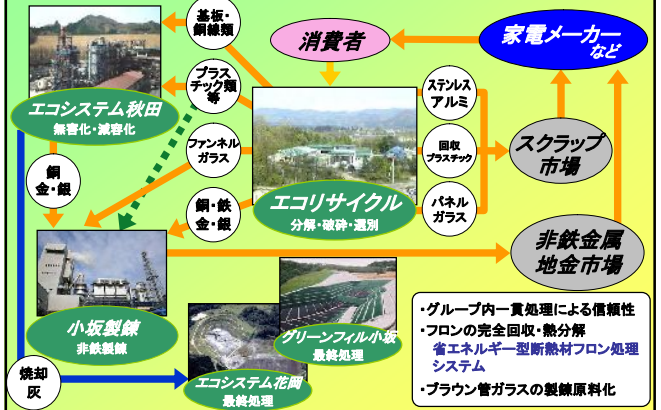 基板・
銅線類
消費者
家電メーカー
など
プラス
チック類
等
ステンレス
アルミ
エコシステム秋田
無害化・減容化
ファンネル
ガラス
回収
プラスチック
スクラップ
市場
銅
金・銀
銅・鉄
金・銀
エコリサイクル
分解・破砕・選別
パネル
ガラス
非鉄金属
地金市場
小坂製錬
非鉄製錬
グリーンフィル小坂
最終処理
焼却
灰
エコシステム花岡
最終処理
・グループ内一貫処理による信頼性
・フロンの完全回収・熱分解
省エネルギー型断熱材フロン処理
システム
・ブラウン管ガラスの製錬原料化